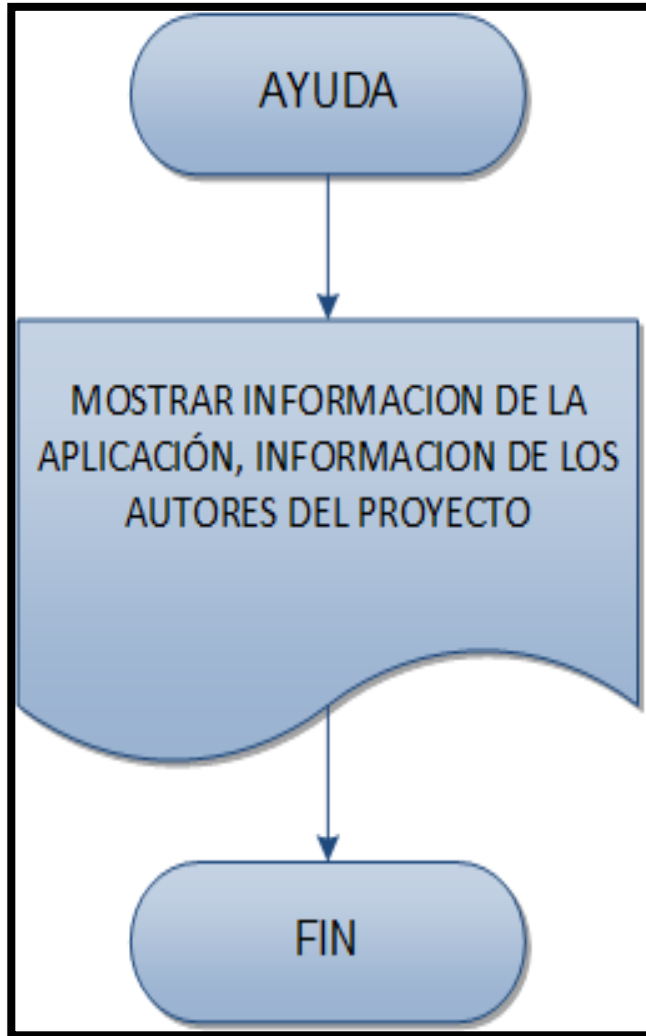 AYUDA
MOSTRAR INFORMACION DE LA
APLICACIÓN, INFORMACION DE LOS
AUTORES DEL PROYECTO
FIN